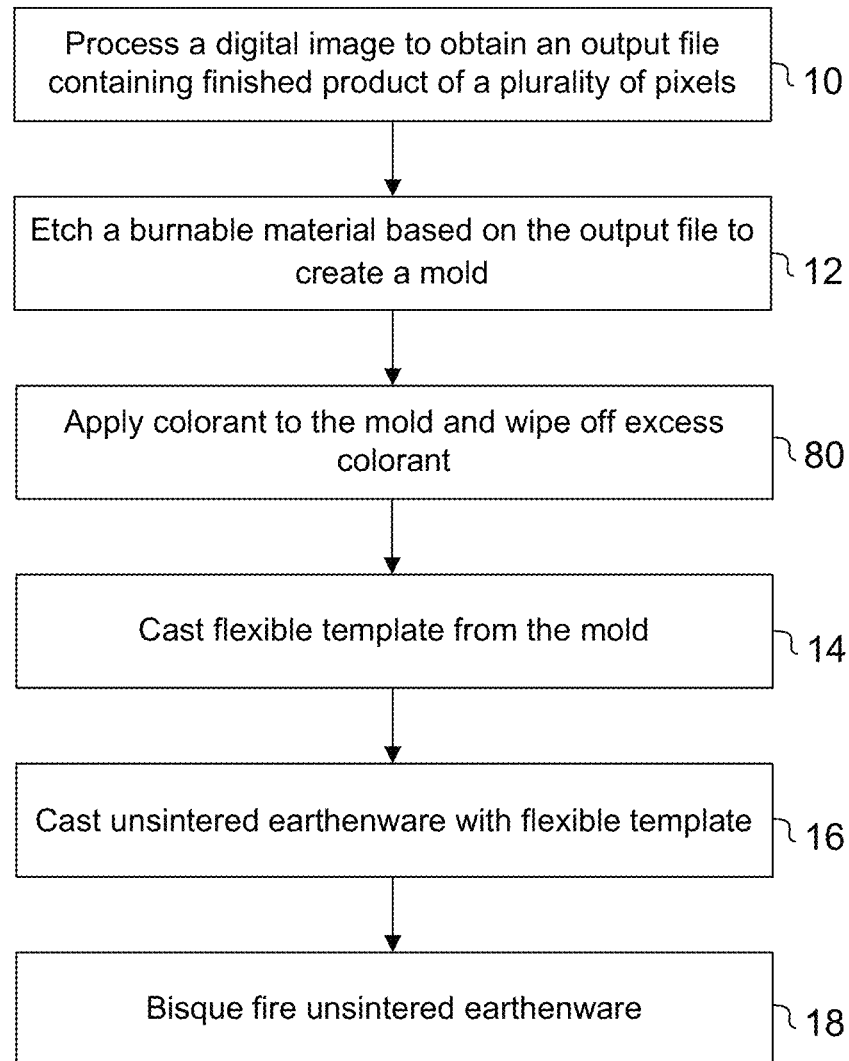 Process a digital image to obtain an output file
containing finished product of a plurality of pixels
10
Etch a burnable material based on the output file to
create a mold
12
Apply colorant to the mold and wipe off excess
colorant
80
Cast flexible template from the mold
14
Cast unsintered earthenware with flexible template
16
Bisque fire unsintered earthenware
18